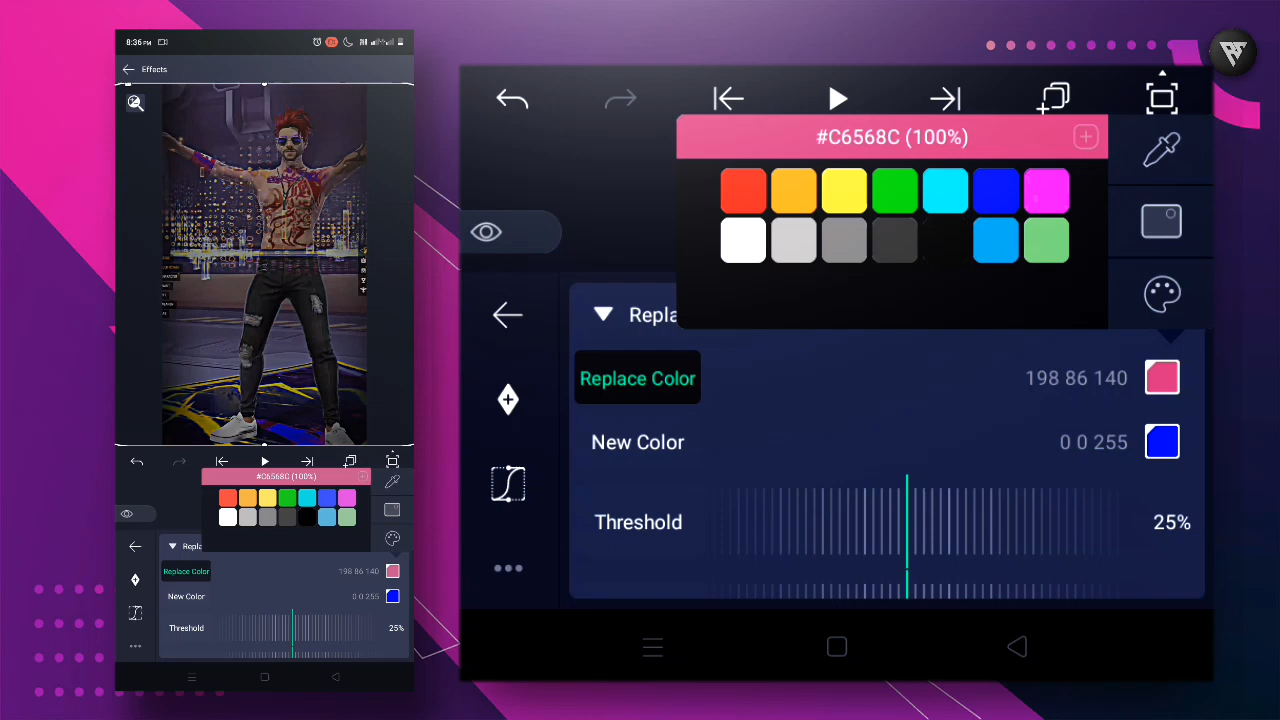 8:36 PM
Effects
#C6568C (100%)
Repla
Replace Color
198 86 140
New Color
0 0 255
Threshold
25%
#C6568C (100%)
Repla
Replace Color
198 86 140
New Color
0 0 255
Threshold
25%